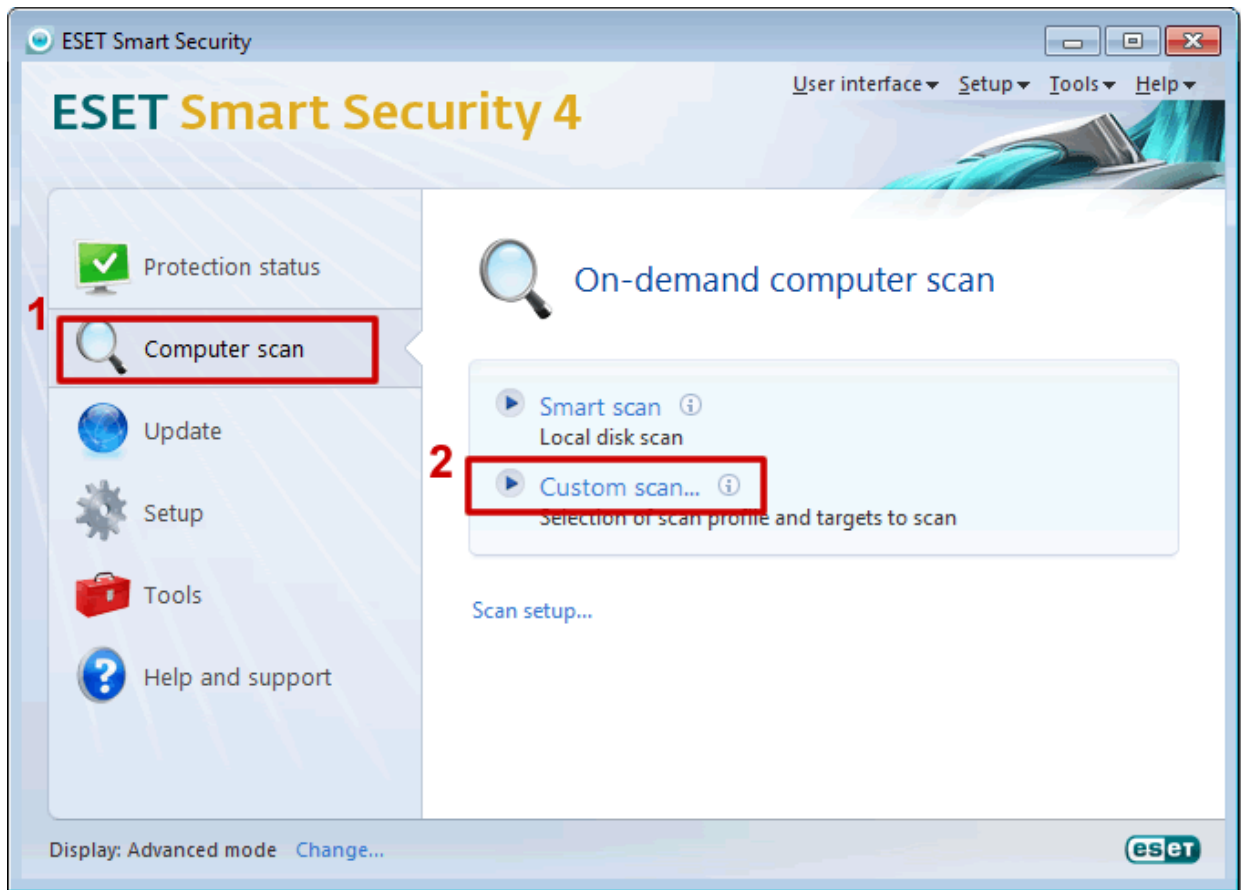 ESET Smart Security
User interface Setup Tools Help
ESET Smart Security 4
Protection status
1
Computer scan
Update
Setup
Tools
Help and support
On-demand computer scan
Smart scan
Local disk scan
2
Custom scan...
Selection of scan profile and targets to scan
Scan setup...
Display: Advanced mode Change...
eset